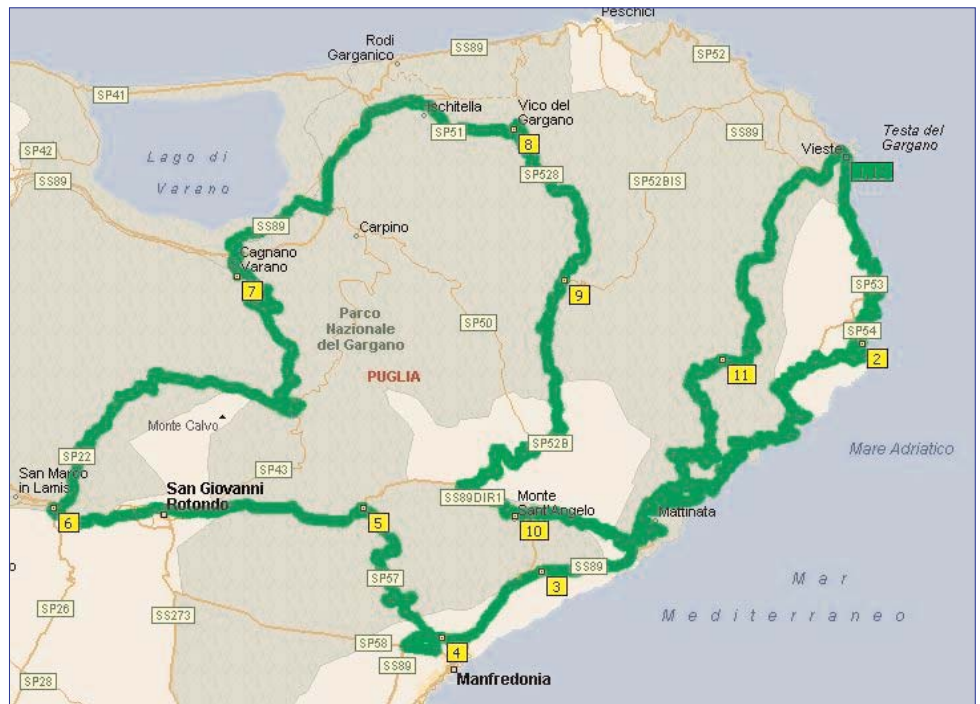 Peschici
Rodi
Garganico
SS89
SP52
SP41
Ischitella
Vico del
Gargano
SP51
8
SS89
Testa del
Gargano
SP42
Lago di
Varano
Vieste
SS89
SP528
SP52BIS
SS89
Carpino
Cagnano
Varano
7
9
SP53
Parco
Nazionale
del Gargano
SP50
SP54
2
PUGLIA
11
Monte Calvo
SP22
SP43
SP52B
Mare Adriatico
San Marco
in Lamis
San Giovanni
Rotondo
SS89DIR1
Monte
Sant'Angelo
Mattinata
6
5
10
SP57
3
SS89
Mar
Mediterraneo
SP26
SS273
SP58
4
SS89
SP28
Manfredonia